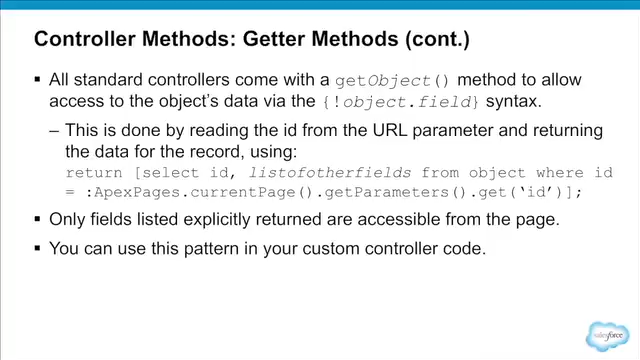 Controller Methods: Getter Methods (cont.)
▪ All standard controllers come with a getObject() method to allow
access to the object's data via the {!object.field} syntax.
– This is done by reading the id from the URL parameter and returning
the data for the record, using:
return [select id, listofotherfields from object where id
= :ApexPages.currentPage().getParameters().get(‘id’)];
▪ Only fields listed explicitly returned are accessible from the page.
▪ You can use this pattern in your custom controller code.
salesforce